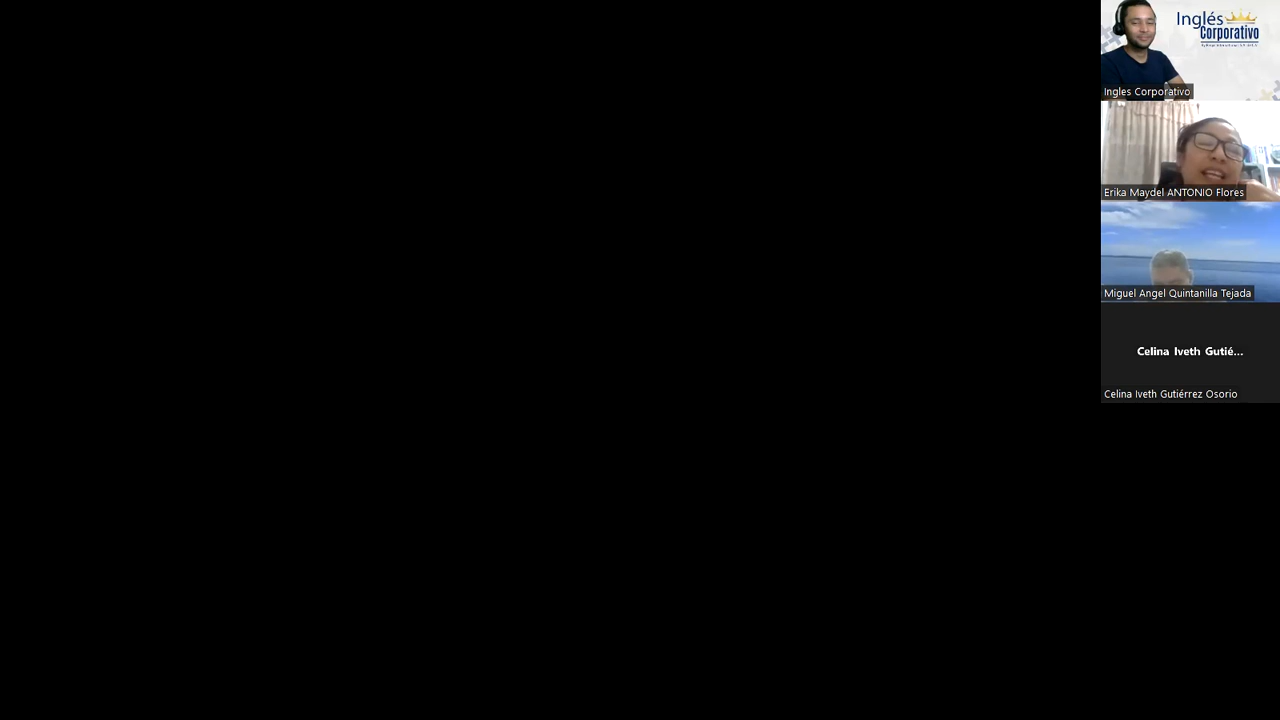 Inglés
Corporativo
Ingles Corporativo
Erika Maydel ANTONIO Flores
Miguel Angel Quintanilla Tejada
Celina Iveth Gutié...
Celina Iveth Gutiérrez Osorio